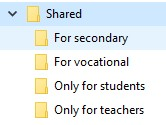 Shared
For secondary
For vocational
Only for students
Only for teachers